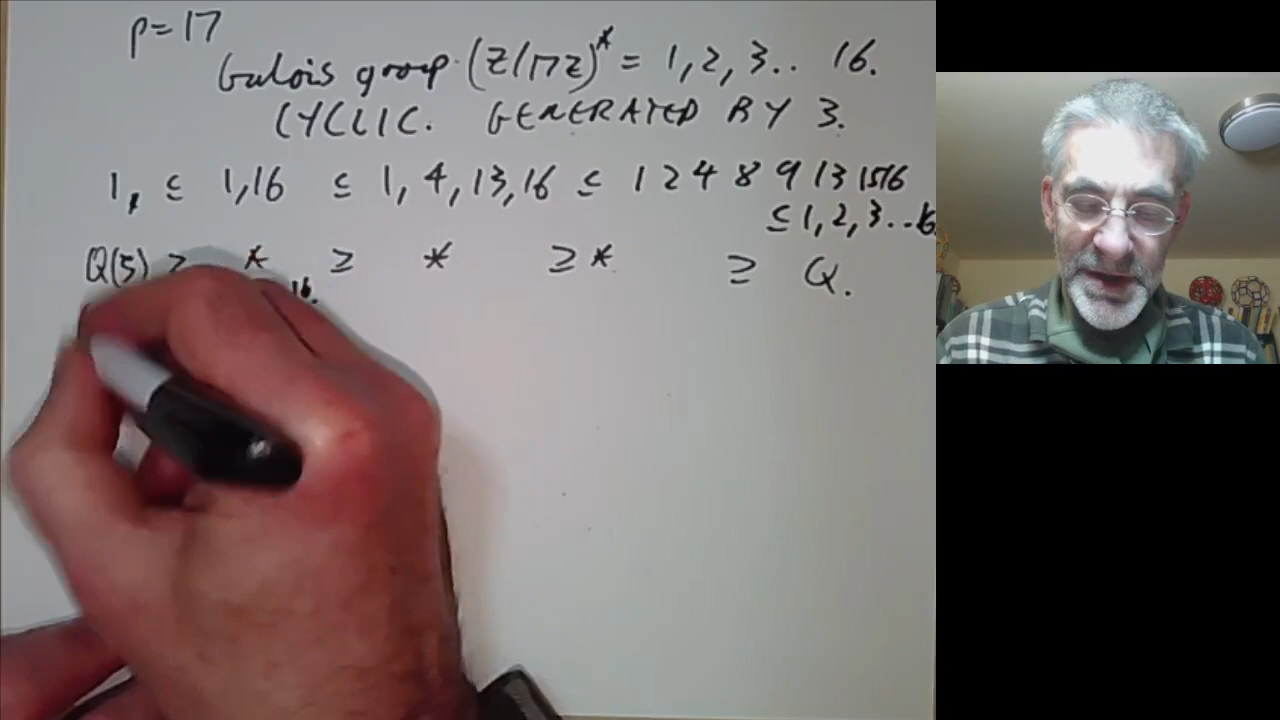 p=17
Galois group (Z/17Z)* = 1, 2, 3.. 16.
CYCLIC. GENERATED BY 3.
1, ≤ 1,16 ≤ 1, 4, 13, 16 ≤ 1 2 4 8 9 13 15 16
≤ 1, 2, 3...16
Q(ζ) ≥ * ≥ * ≥ * ≥ Q.
16.